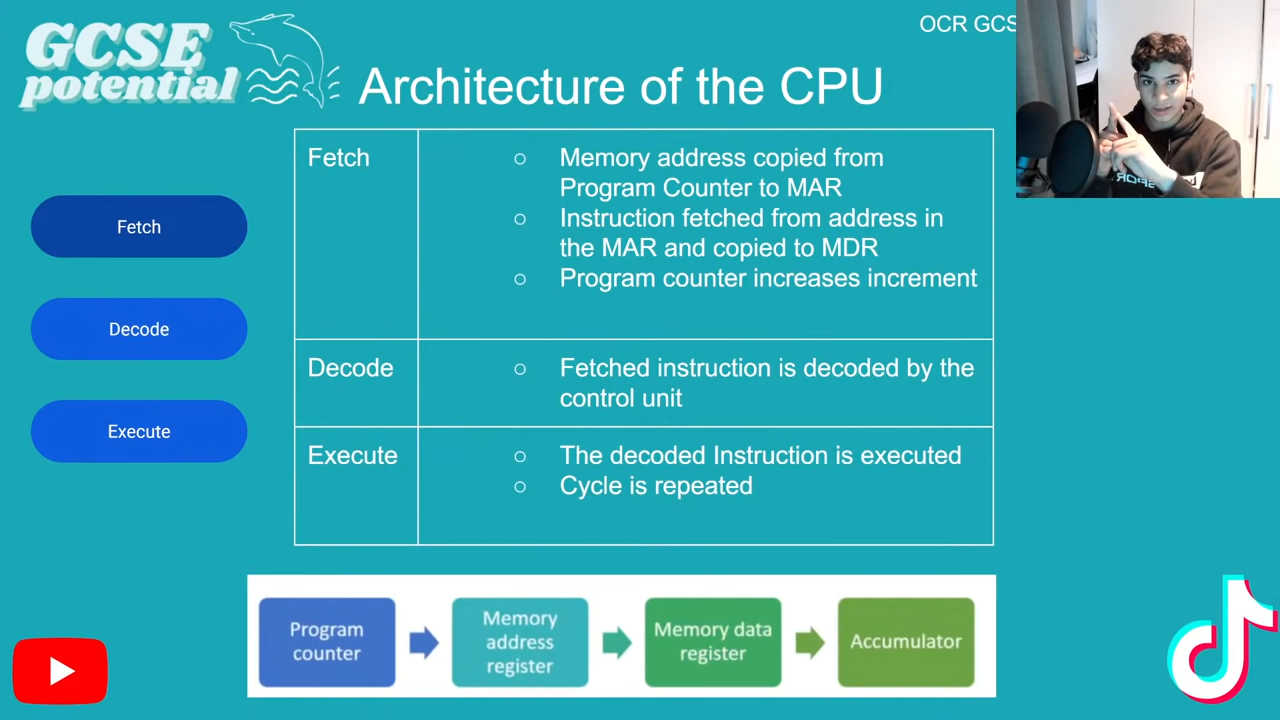 GCSE
potential
OCR GCS
Architecture of the CPU
Fetch
Decode
Execute
Fetch
○ Memory address copied from
Program Counter to MAR
○ Instruction fetched from address in
the MAR and copied to MDR
○ Program counter increases increment
Decode
○ Fetched instruction is decoded by the
control unit
Execute
○ The decoded Instruction is executed
○ Cycle is repeated
Program
counter
Memory
address
register
Memory data
register
Accumulator